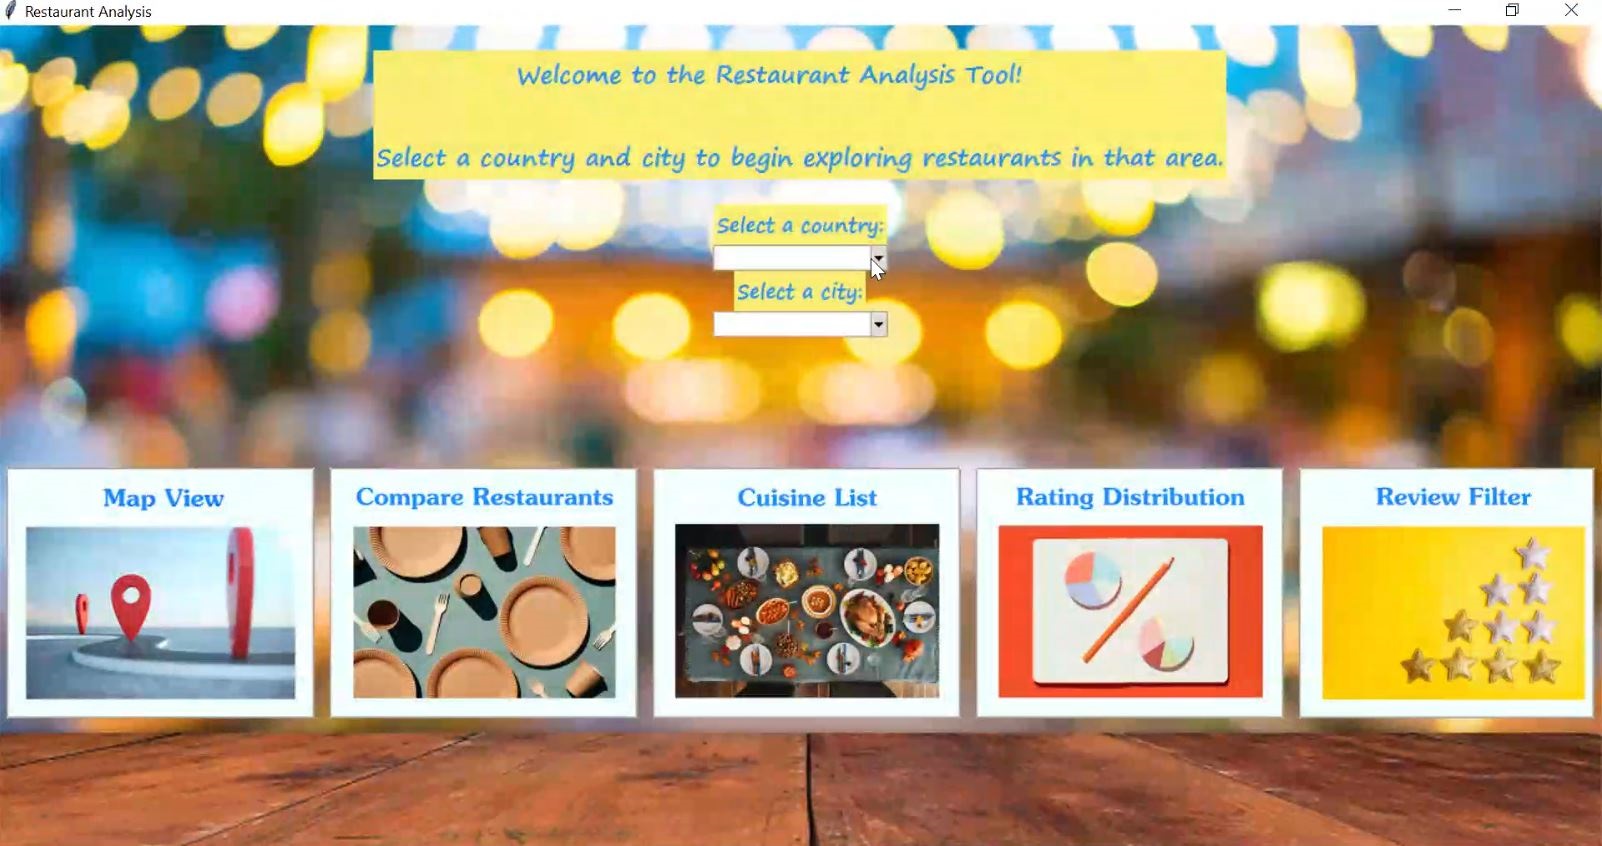 Restaurant Analysis
Welcome to the Restaurant Analysis Tool!
Select a country and city to begin exploring restaurants in that area.
Select a country:
Select a city:
Map View
Compare Restaurants
Cuisine List
Rating Distribution
Review Filter